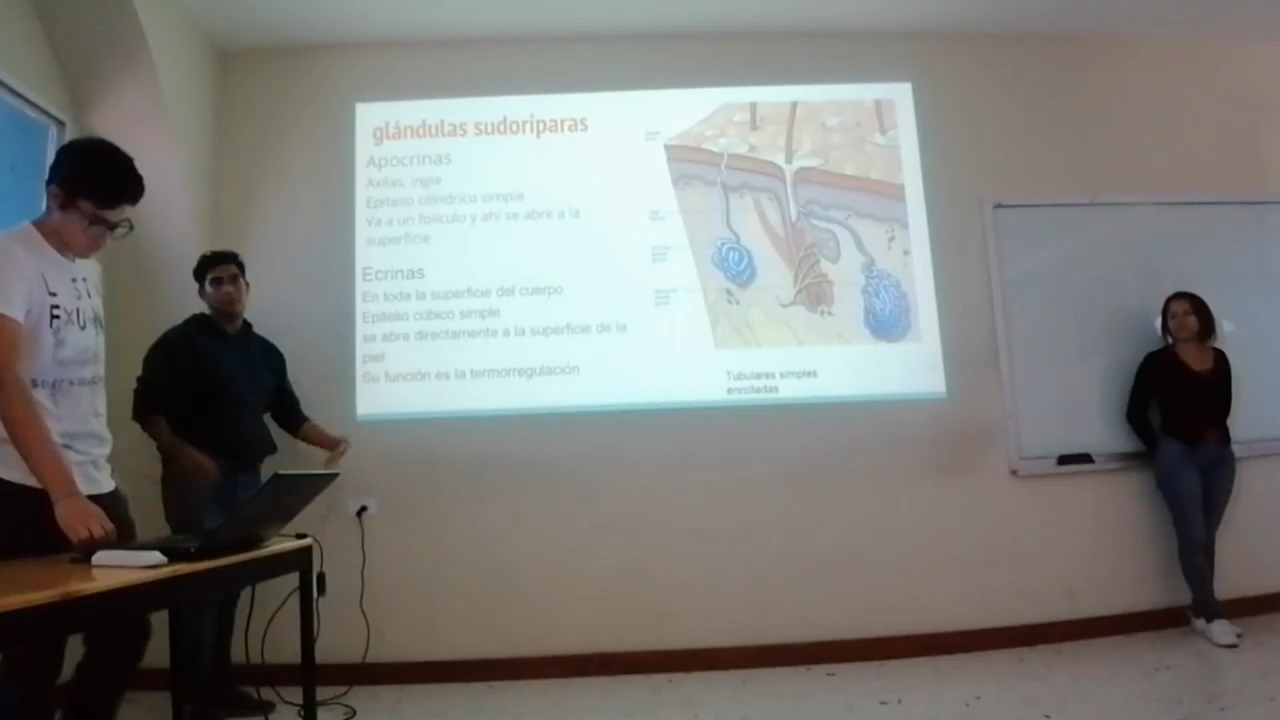 glándulas sudoríparas
Apocrinas
Axilas, ingle
Epitelio cilíndrico simple
Va a un folículo y ahí se abre a la
superficie
Ecrinas
En toda la superficie del cuerpo
Epitelio cúbico simple
se abre directamente a la superficie de la
piel
Su función es la termorregulación
Tubulares simples
enrolladas